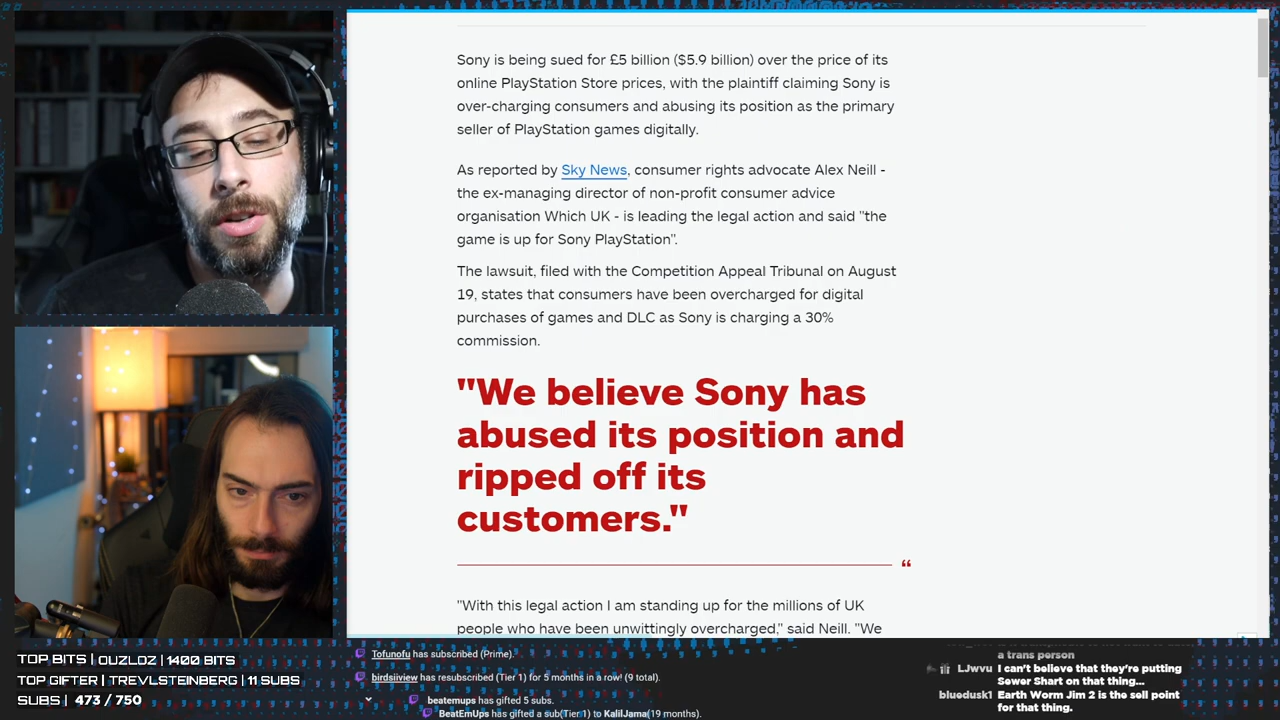 Sony is being sued for £5 billion ($5.9 billion) over the price of its
online PlayStation Store prices, with the plaintiff claiming Sony is
over-charging consumers and abusing its position as the primary
seller of PlayStation games digitally.
As reported by Sky News, consumer rights advocate Alex Neill -
the ex-managing director of non-profit consumer advice
organisation Which UK - is leading the legal action and said "the
game is up for Sony PlayStation".
The lawsuit, filed with the Competition Appeal Tribunal on August
19, states that consumers have been overcharged for digital
purchases of games and DLC as Sony is charging a 30%
commission.
"We believe Sony has
abused its position and
ripped off its
customers."
“
"With this legal action I am standing up for the millions of UK
people who have been unwittingly overcharged," said Neill. "We
TOP BITS | OUZLOZ | 1400 BITS
TOP GIFTER | TREVLSTEINBERG | 11 SUBS
SUBS | 473 / 750
Tofunofu has subscribed (Prime).
birdsiiview has resubscribed (Tier 1) for 5 months in a row! (9 total).
beatemups has gifted 5 subs.
BeatEmUps has gifted a sub(Tier 1) to KalilJama(19 months).
a trans person
LJwvu I can't believe that they're putting
Sewer Shart on that thing...
bluedusk1 Earth Worm Jim 2 is the sell point
for that thing.